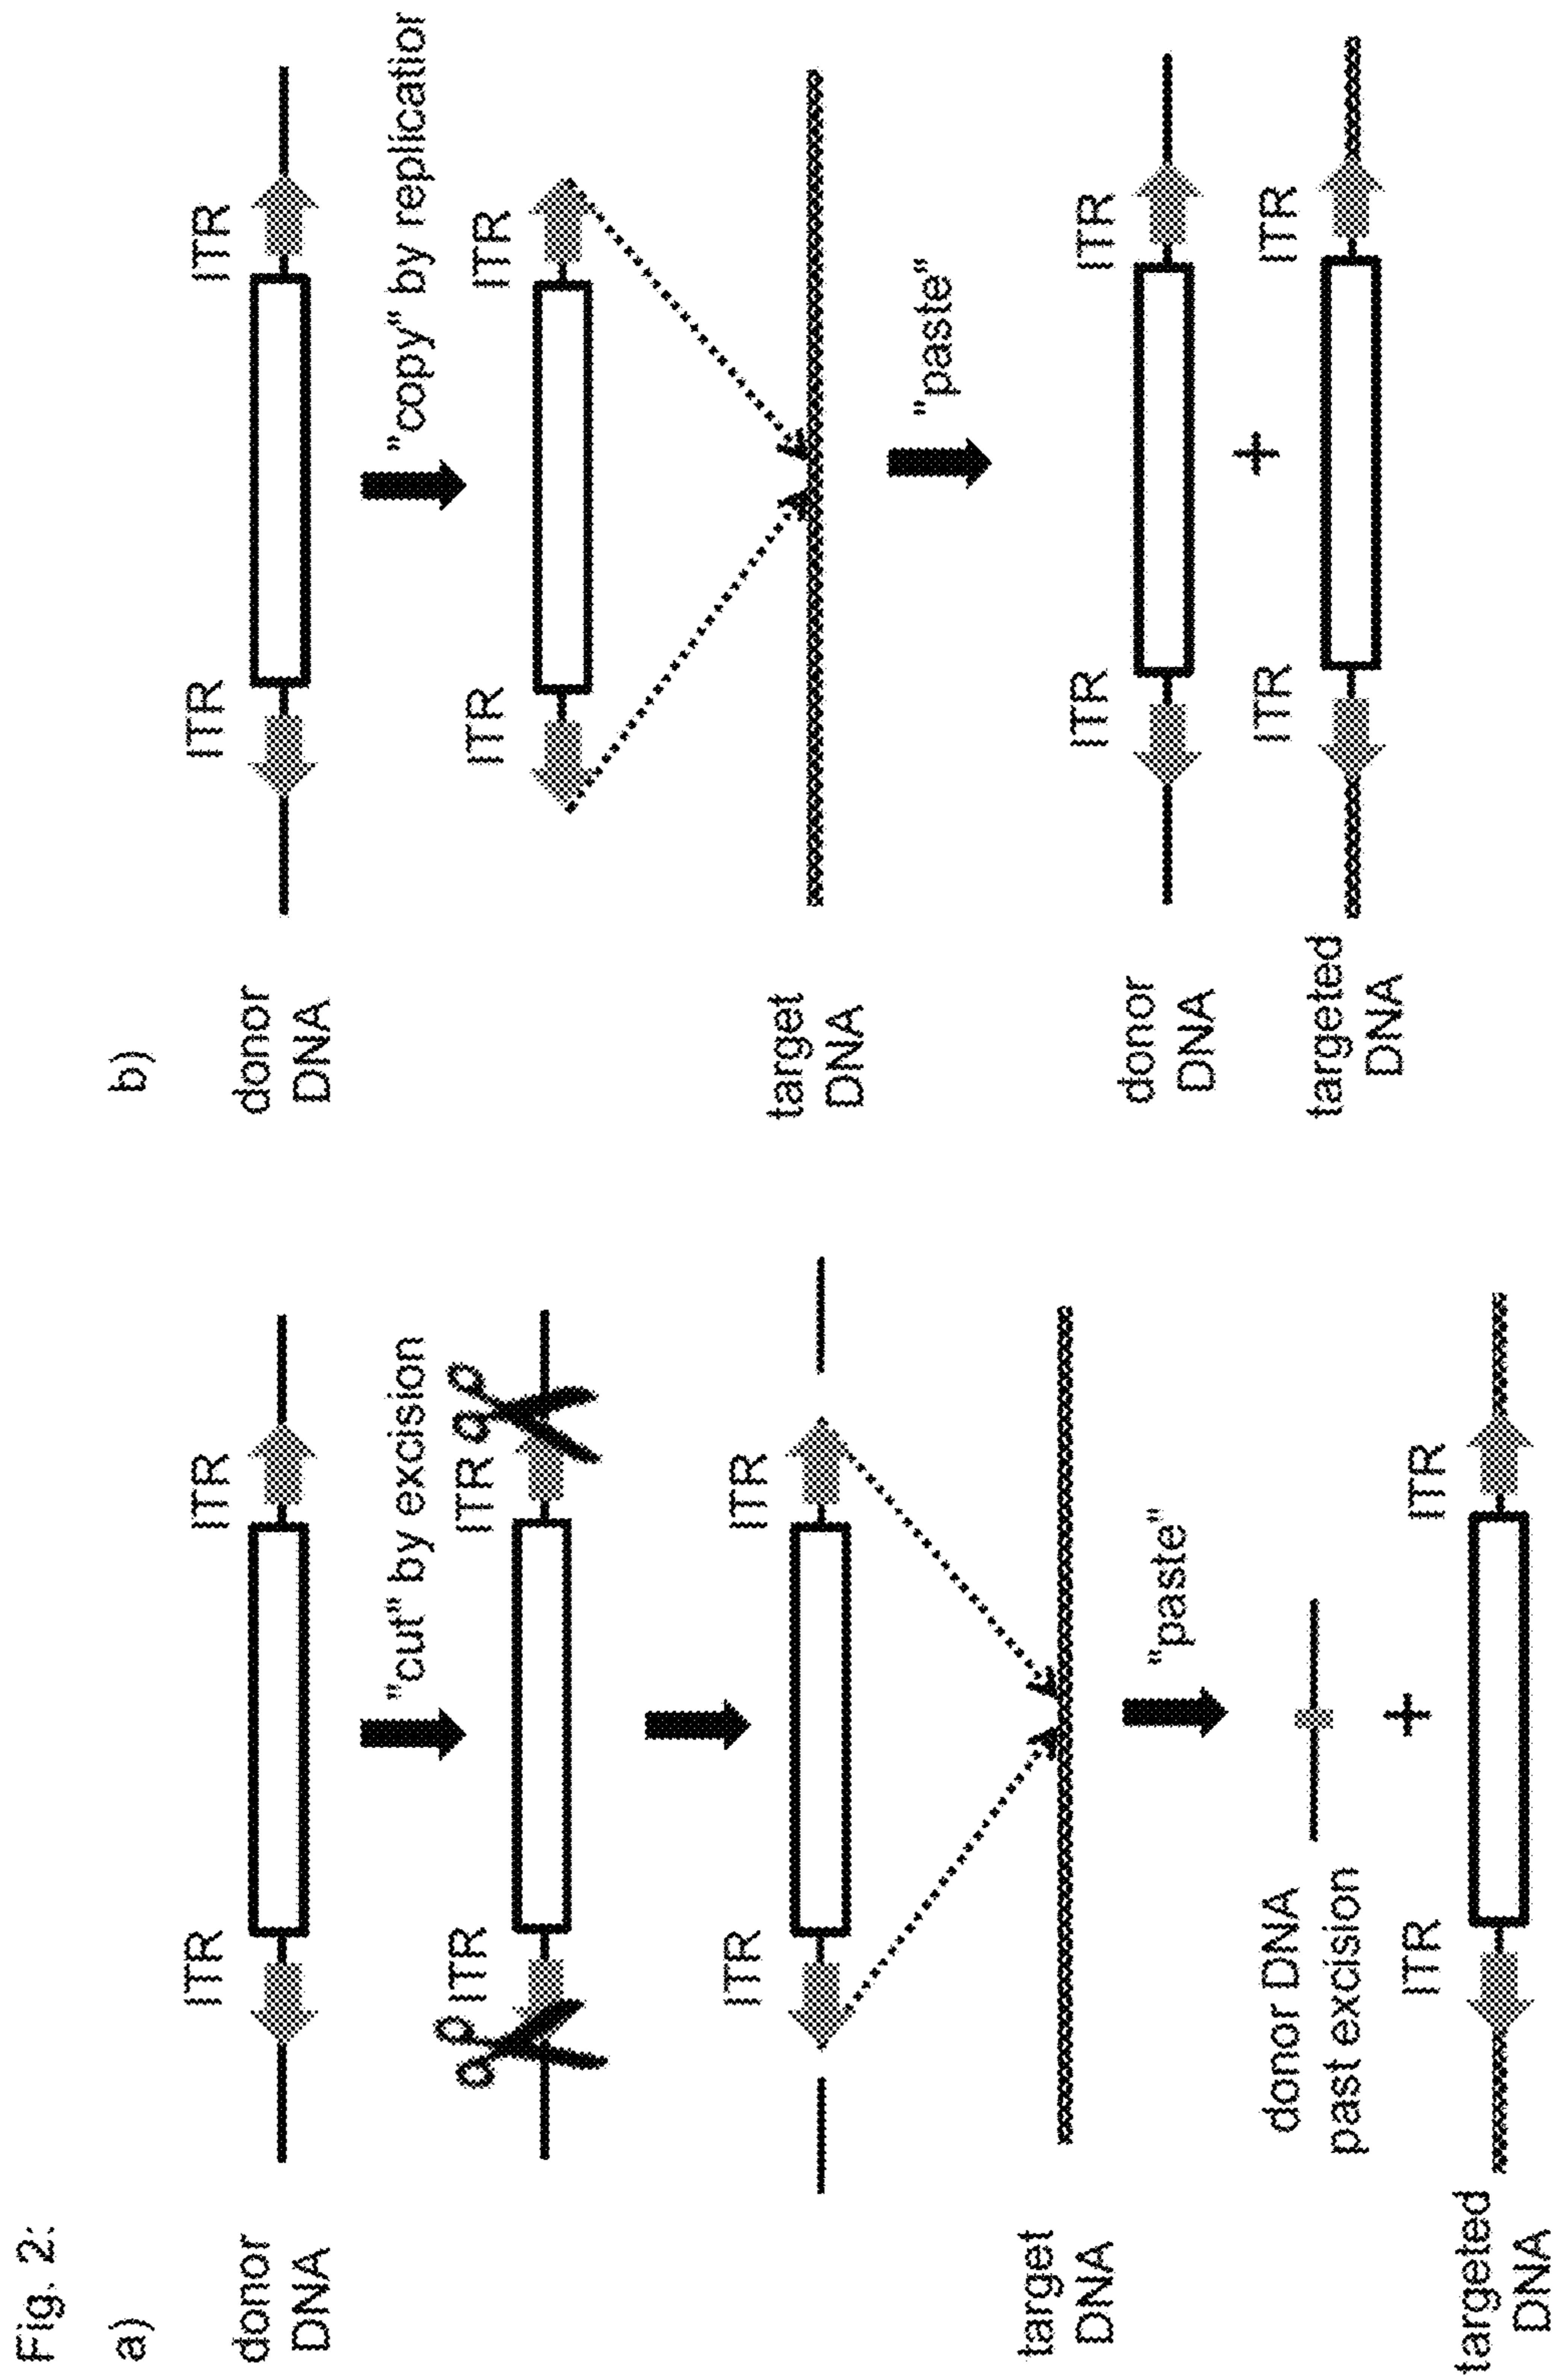 Fig. 2:
a)
donor
DNA
ITR
ITR
"cut" by excision
ITR
ITR
ITR
ITR
target
DNA
"paste"
donor DNA
past excision
+
targeted
DNA
ITR
ITR
b)
donor
DNA
ITR
ITR
"copy" by replication
ITR
ITR
target
DNA
"paste"
donor
DNA
ITR
ITR
+
targeted
DNA
ITR
ITR